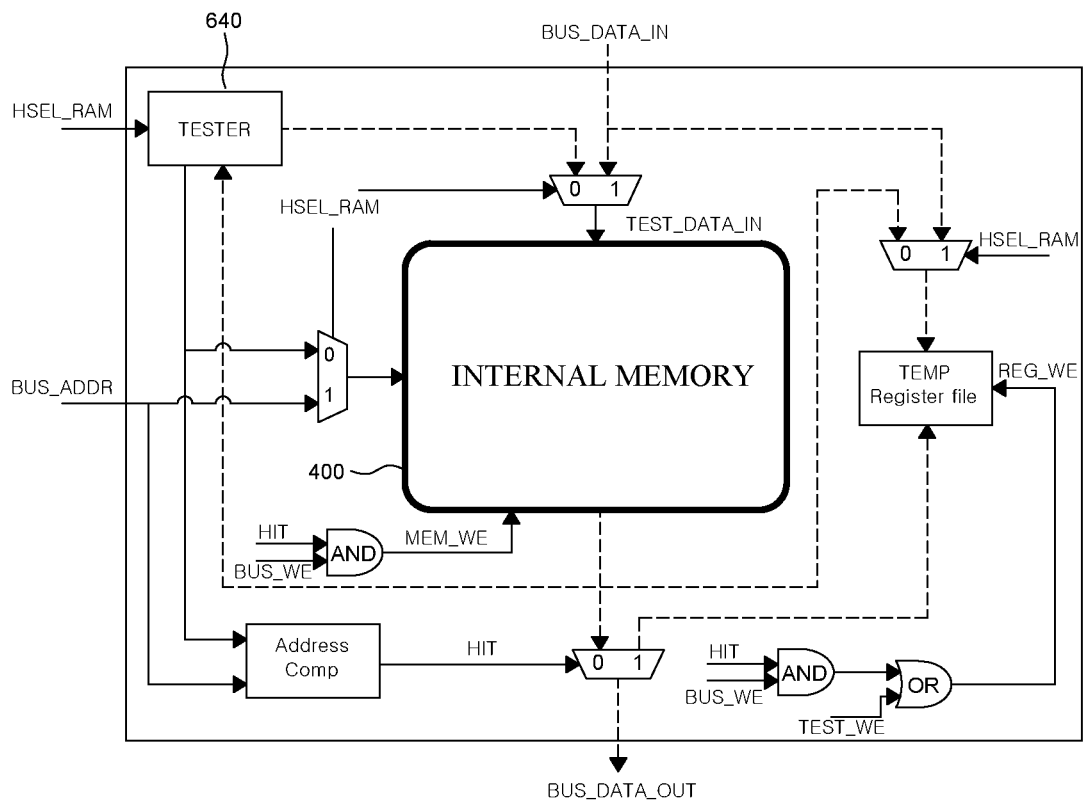 640
BUS_DATA_IN
HSEL_RAM
TESTER
0 1
HSEL_RAM
TEST_DATA_IN
0 1
HSEL_RAM
0
1
BUS_ADDR
INTERNAL MEMORY
TEMP
Register file
REG_WE
400
HIT
BUS_WE
AND
MEM_WE
Address
Comp
HIT
0 1
HIT
BUS_WE
AND
OR
TEST_WE
BUS_DATA_OUT